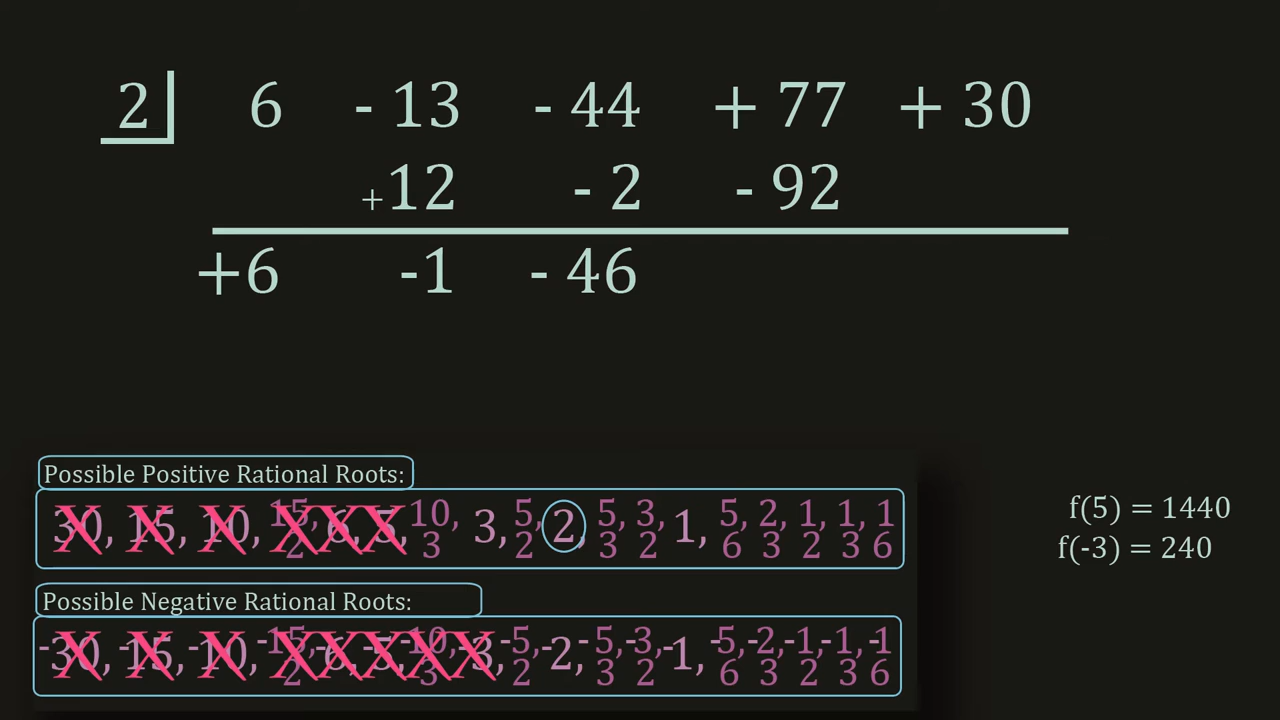 2 6 - 13 - 44 + 77 + 30
+12 - 2 - 92
+6 -1 - 46
Possible Positive Rational Roots:
30, 15, 10, 15/2, 6, 5, 10/3, 3, 5/2, 2, 5/3, 3/2, 1, 5/6, 2/3, 1/2, 1/3, 1/6
f(5) = 1440
f(-3) = 240
Possible Negative Rational Roots:
-30, -15, -10, -15/2, -6, -5, -10/3, -3, -5/2, -2, -5/3, -3/2, -1, -5/6, -2/3, -1/2, -1/3, -1/6